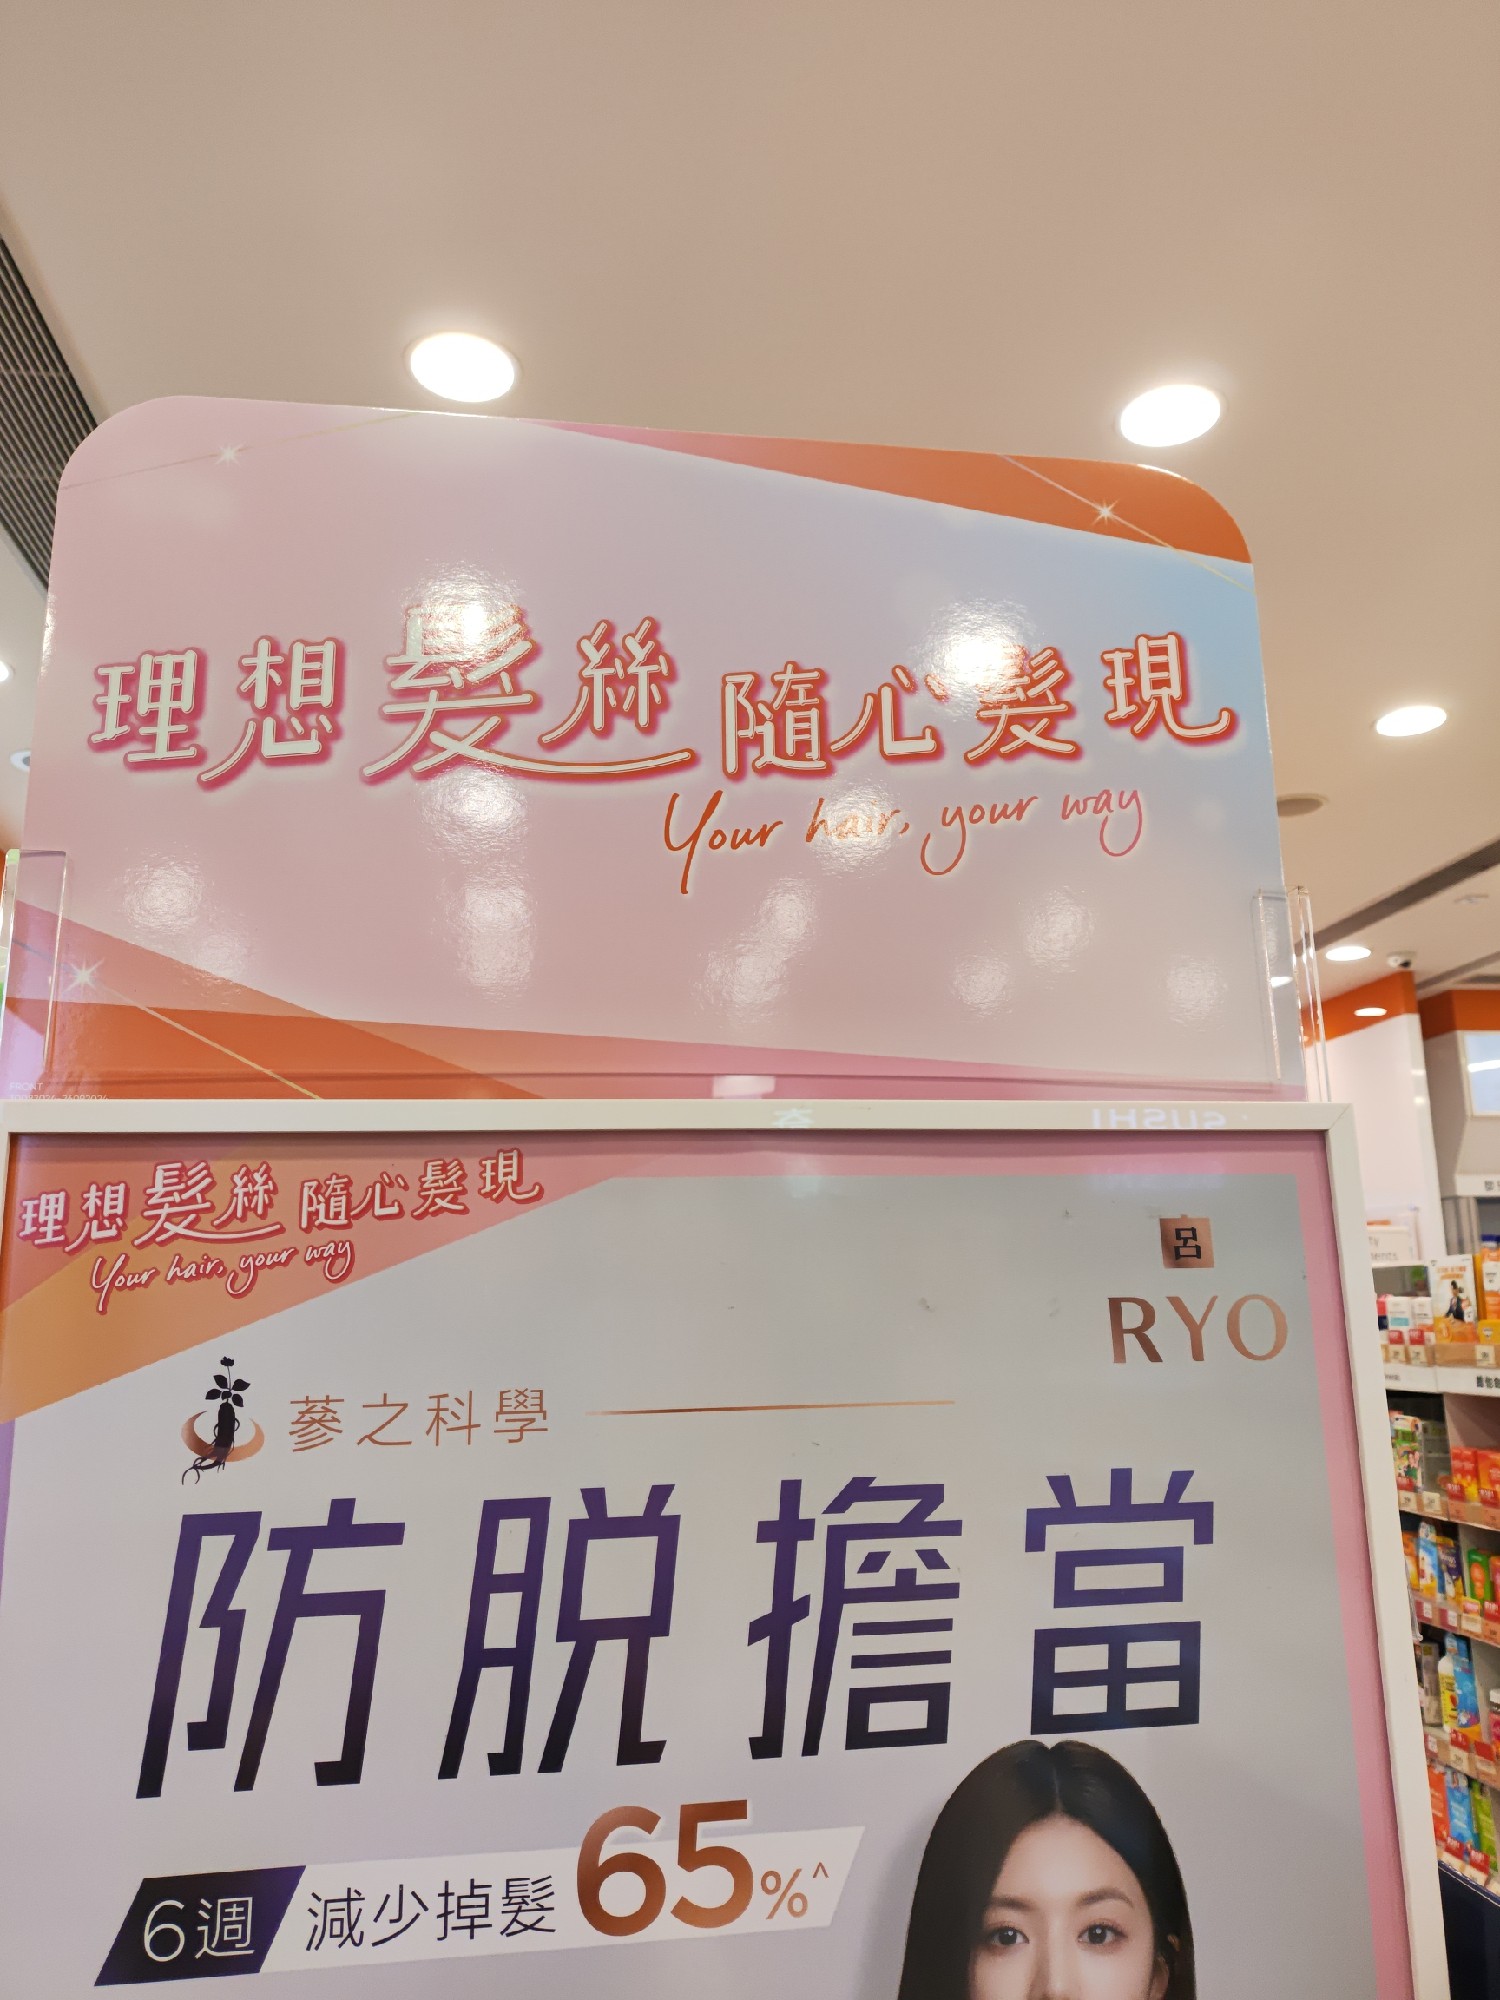 理想髮絲 隨心髮現
Your hair, your way
FRONT
理想髮絲 隨心髮現
Your hair, your way
呂
RYO
蔘之科學
防脱擔當
6週 減少掉髮 65%^